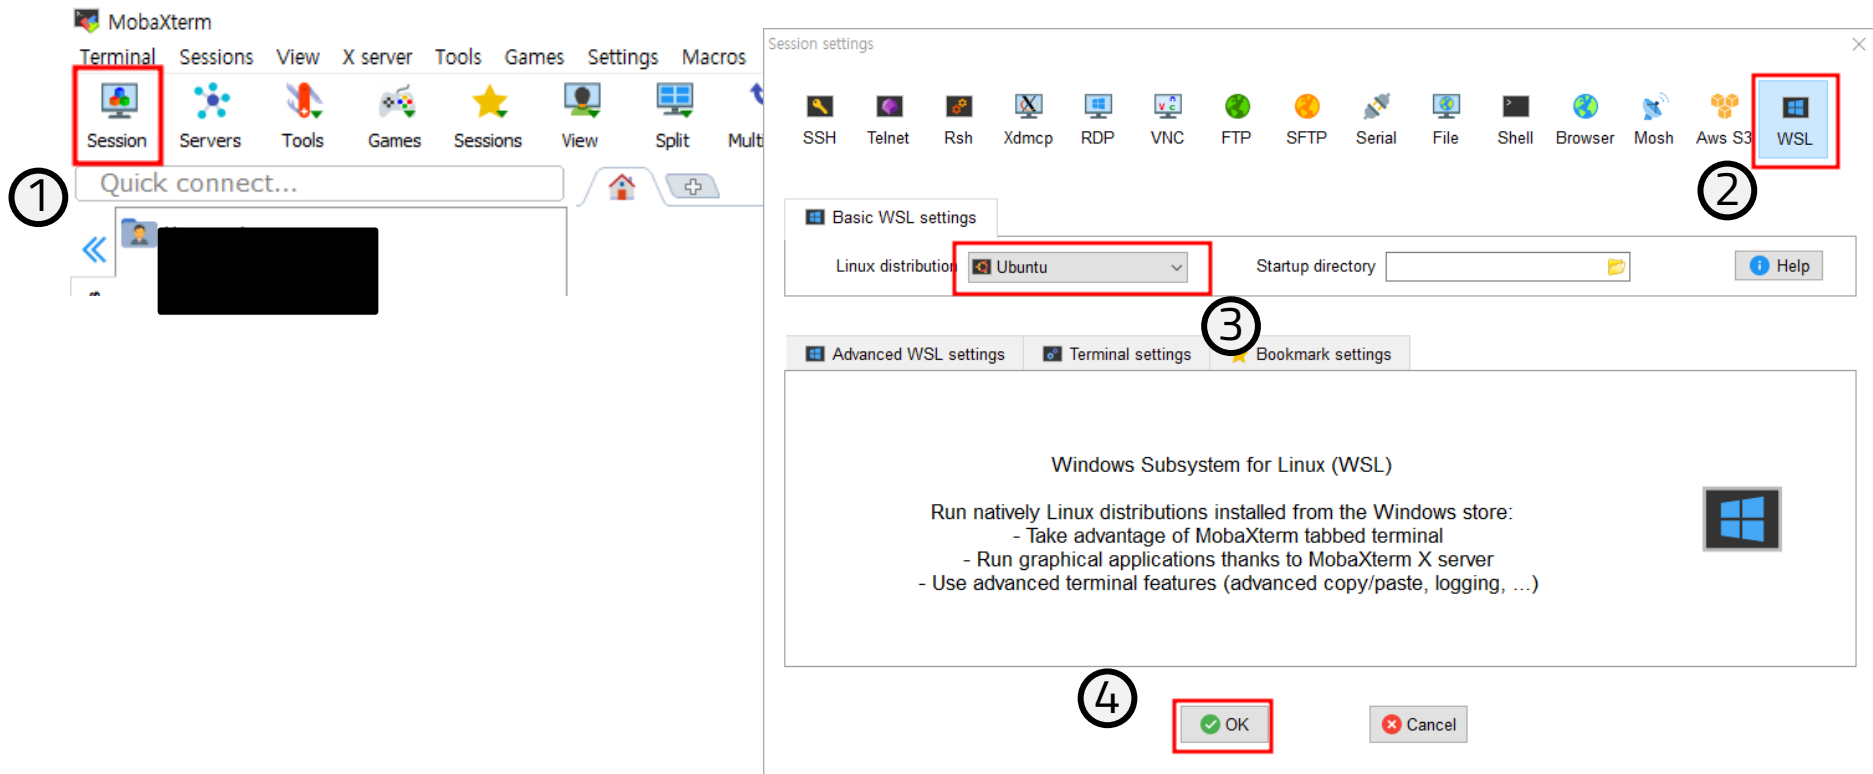 MobaXterm
Terminal Sessions View X server Tools Games Settings Macros
Session Servers Tools Games Sessions View Split Mult
Quick connect...
1
Session settings
SSH Telnet Rsh Xdmcp RDP VNC FTP SFTP Serial File Shell Browser Mosh Aws S3 WSL
2
Basic WSL settings
Linux distribution Ubuntu Startup directory Help
3
Advanced WSL settings Terminal settings Bookmark settings
Windows Subsystem for Linux (WSL)
Run natively Linux distributions installed from the Windows store:
- Take advantage of MobaXterm tabbed terminal
- Run graphical applications thanks to MobaXterm X server
- Use advanced terminal features (advanced copy/paste, logging, ...)
4
OK Cancel